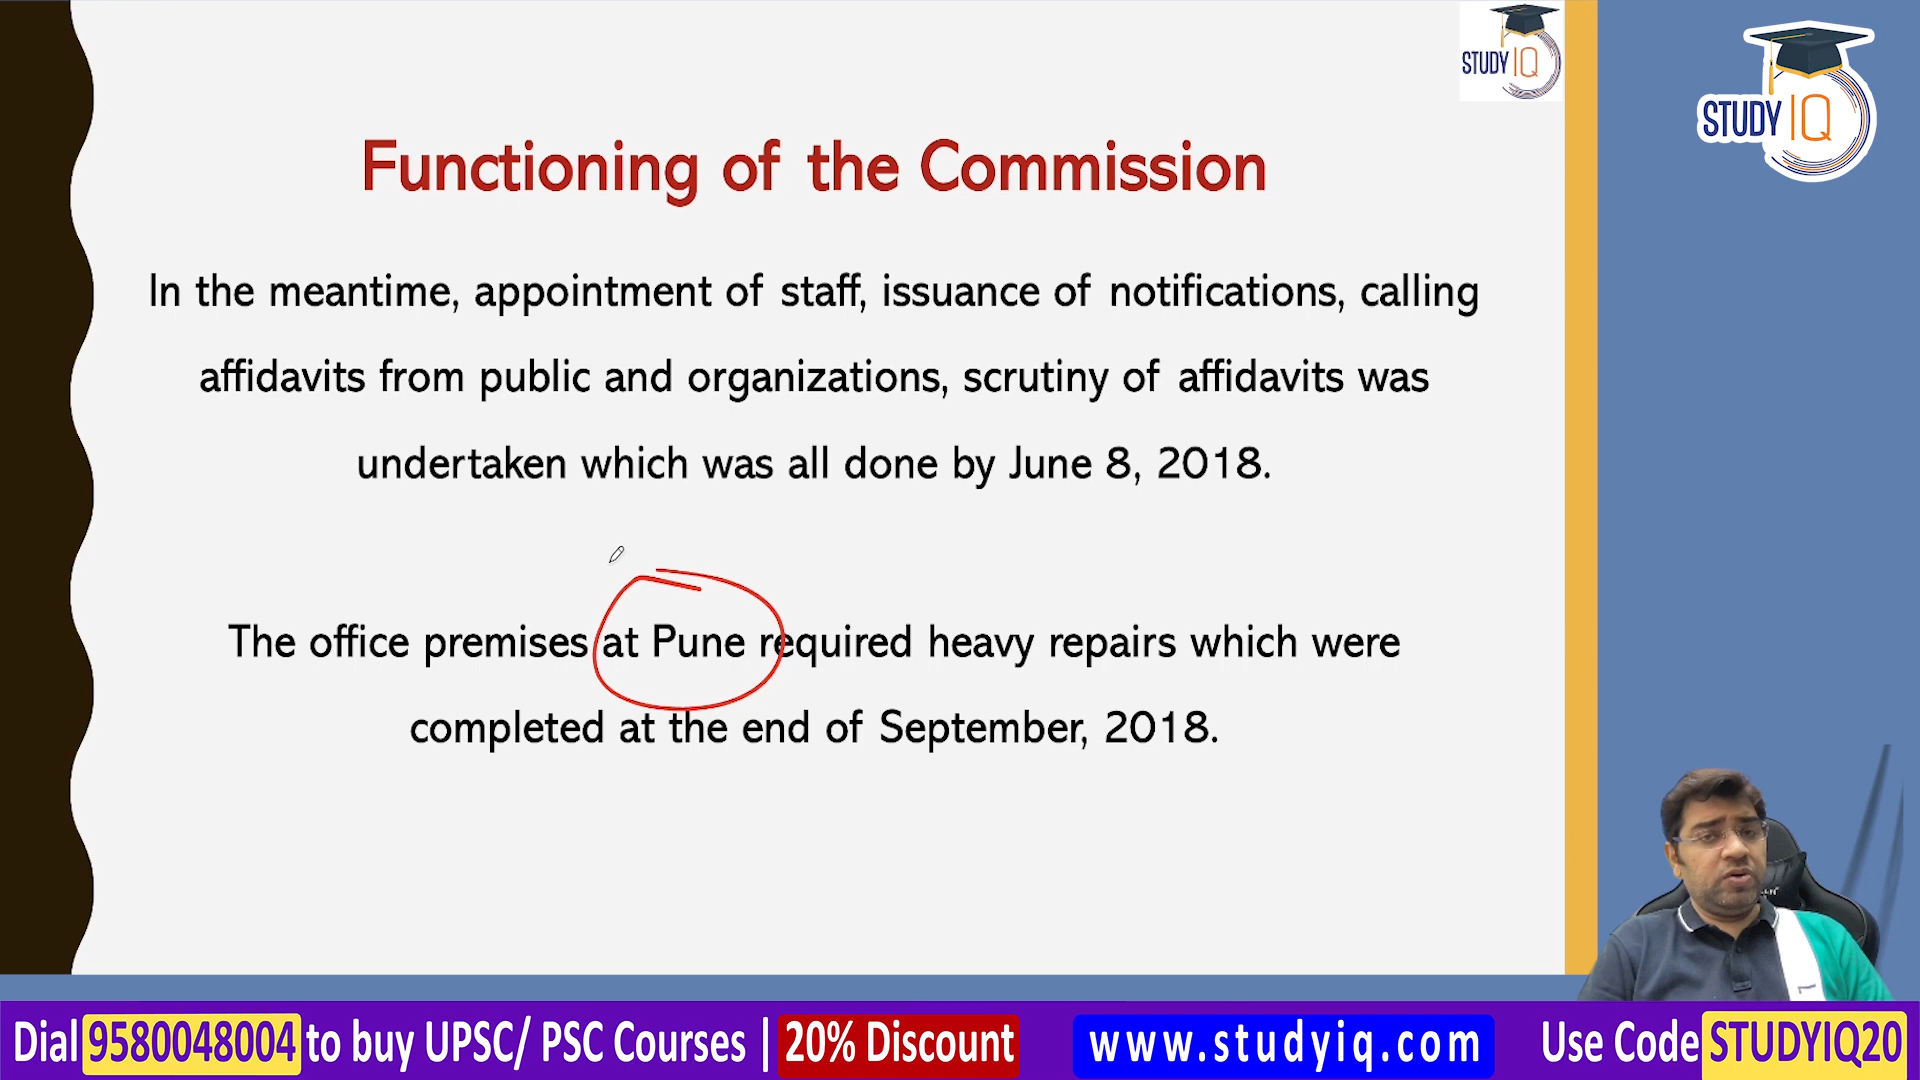 STUDY IQ
STUDY IQ
Functioning of the Commission
In the meantime, appointment of staff, issuance of notifications, calling
affidavits from public and organizations, scrutiny of affidavits was
undertaken which was all done by June 8, 2018.
The office premises at Pune required heavy repairs which were
completed at the end of September, 2018.
Dial 9580048004 to buy UPSC/ PSC Courses | 20% Discount www.studyiq.com Use Code STUDYIQ20